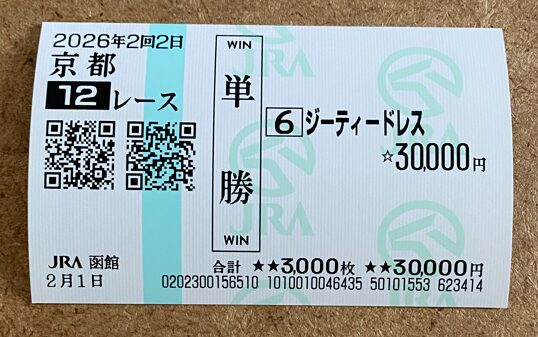 2026年2回2日
京都
12レース
WIN
単勝
WIN
6 ジーティードレス
☆30,000円
JRA 函館
2月1日
合計 ★★3,000枚 ★★30,000円
0202300156510 1010010046435 50101553 623414
JRA
JRA
JRA